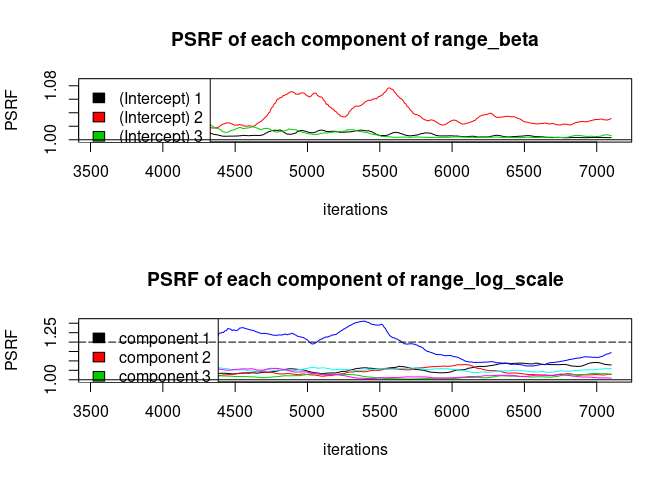 PSRF of each component of range_beta
PSRF
1.00 1.08
(Intercept) 1
(Intercept) 2
(Intercept) 3
3500 4000 4500 5000 5500 6000 6500 7000
iterations
PSRF of each component of range_log_scale
PSRF
1.00 1.25
component 1
component 2
component 3
3500 4000 4500 5000 5500 6000 6500 7000
iterations